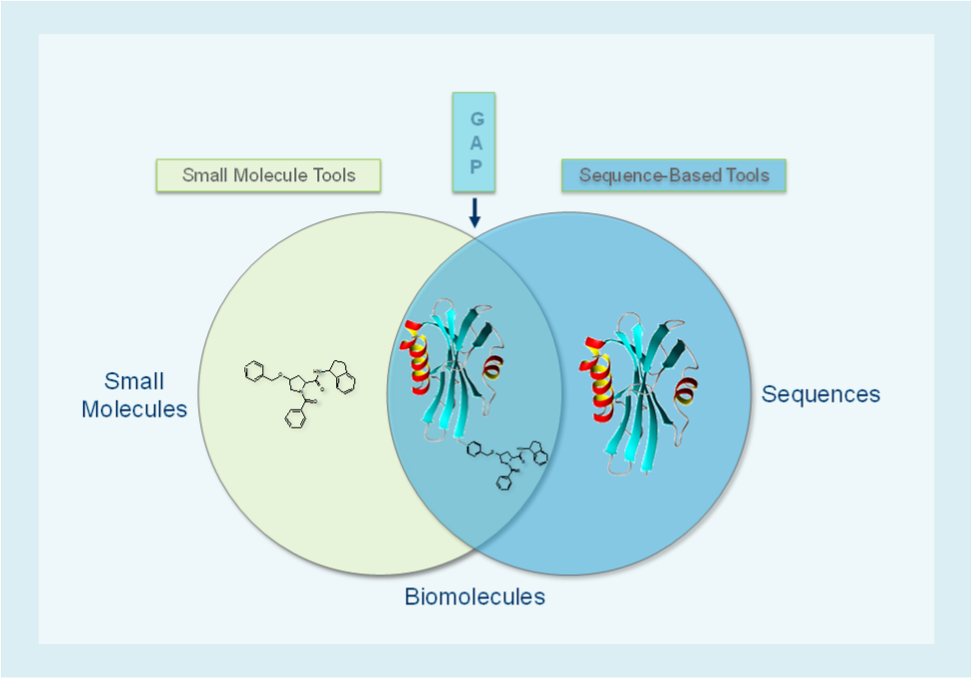 G
A
P
Small Molecule Tools
Sequence-Based Tools
Small
Molecules
Sequences
Biomolecules